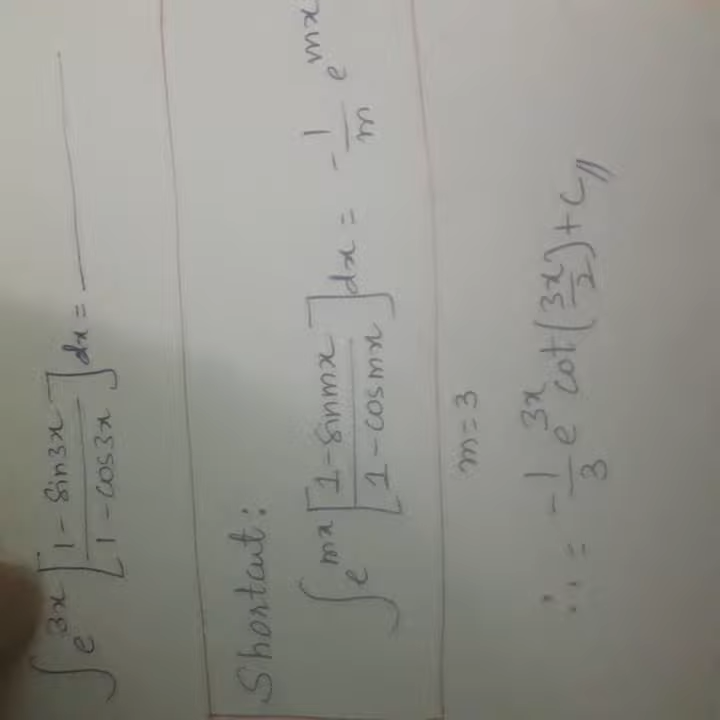 ∫e^3x [1 - sin3x / 1 - cos3x] dx = ____
Shortcut:
∫e^mx [1 - sinmx / 1 - cosmx] dx = -1/m e^mx
m=3
∴ = -1/3 e^3x cot(3x/2) + C //